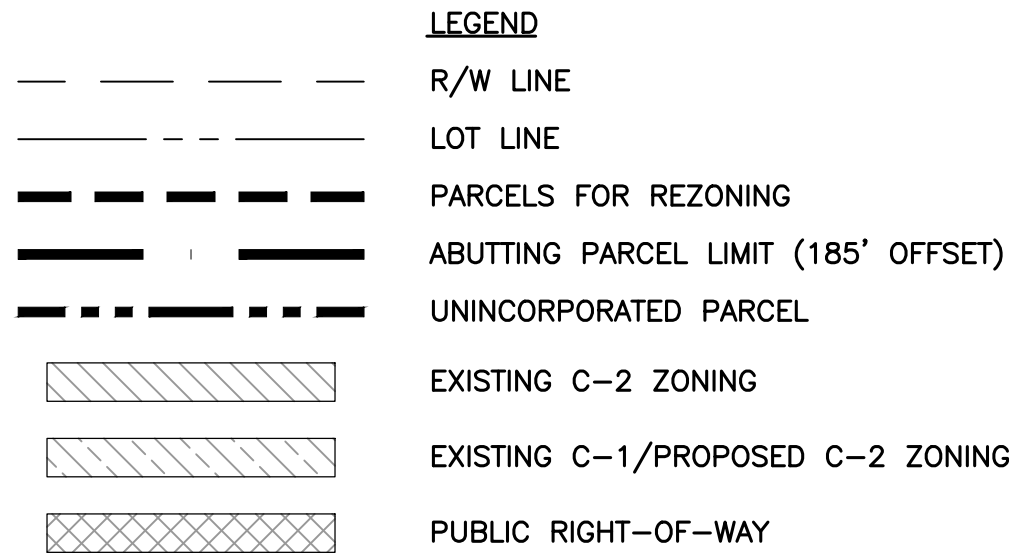 LEGEND
R/W LINE
LOT LINE
PARCELS FOR REZONING
ABUTTING PARCEL LIMIT (185' OFFSET)
UNINCORPORATED PARCEL
EXISTING C-2 ZONING
EXISTING C-1/PROPOSED C-2 ZONING
PUBLIC RIGHT-OF-WAY